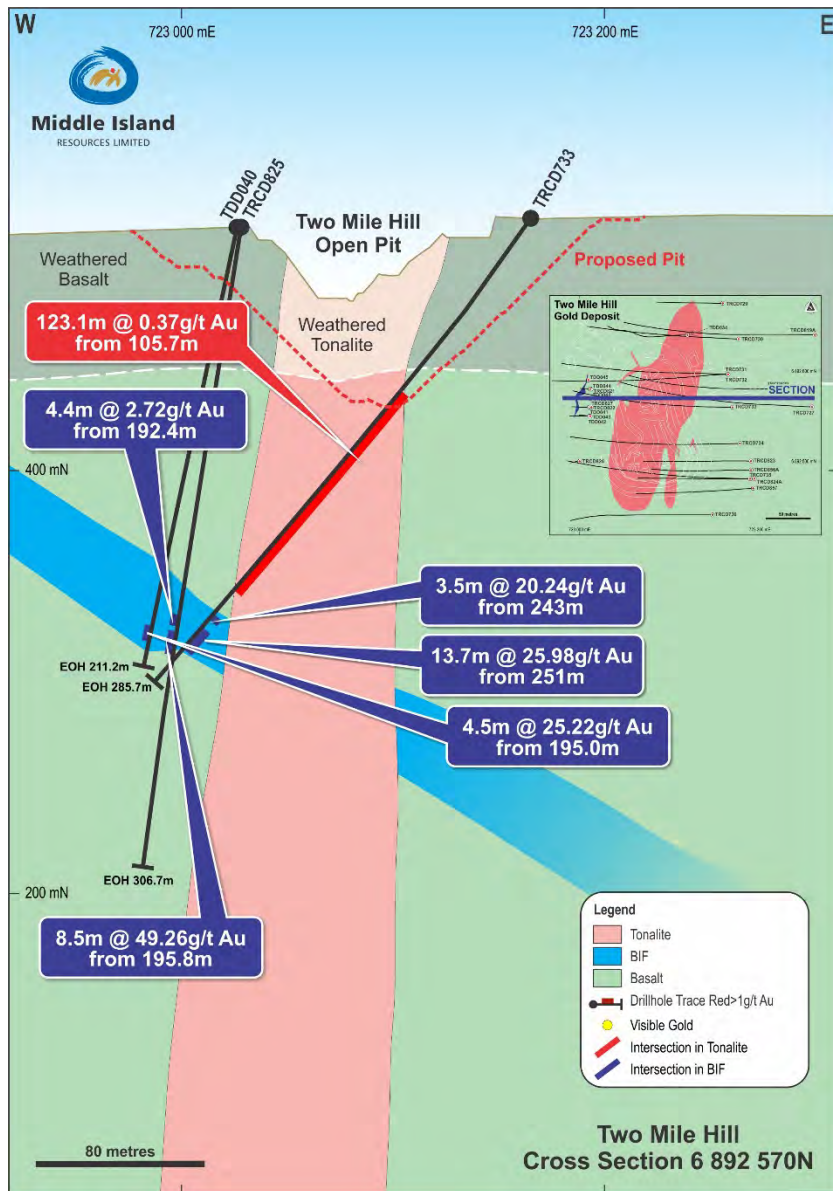 W
723 000 mE
723 200 mE
E
Middle Island
RESOURCES LIMITED
TDD040
TRCD825
TRCD733
Two Mile Hill
Open Pit
Weathered
Basalt
Proposed Pit
Weathered
Tonalite
123.1m @ 0.37g/t Au
from 105.7m
Two Mile Hill
Gold Deposit
SECTION
4.4m @ 2.72g/t Au
from 192.4m
400 mN
3.5m @ 20.24g/t Au
from 243m
13.7m @ 25.98g/t Au
from 251m
4.5m @ 25.22g/t Au
from 195.0m
EOH 211.2m
EOH 285.7m
EOH 306.7m
200 mN
8.5m @ 49.26g/t Au
from 195.8m
Legend
Tonalite
BIF
Basalt
Drillhole Trace Red>1g/t Au
Visible Gold
Intersection in Tonalite
Intersection in BIF
80 metres
Two Mile Hill
Cross Section 6 892 570N